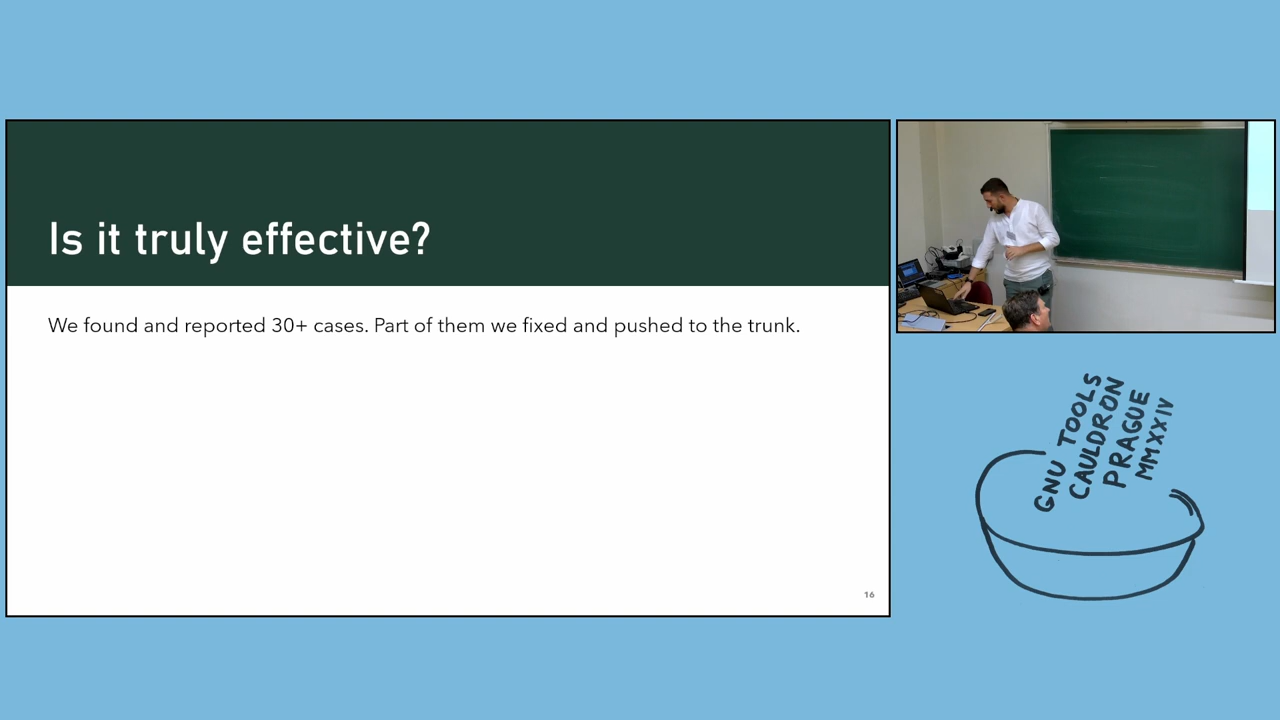 Is it truly effective?
We found and reported 30+ cases. Part of them we fixed and pushed to the trunk.
16
GNU TOOLS
CAULDRON
PRAGUE
MMXXIV